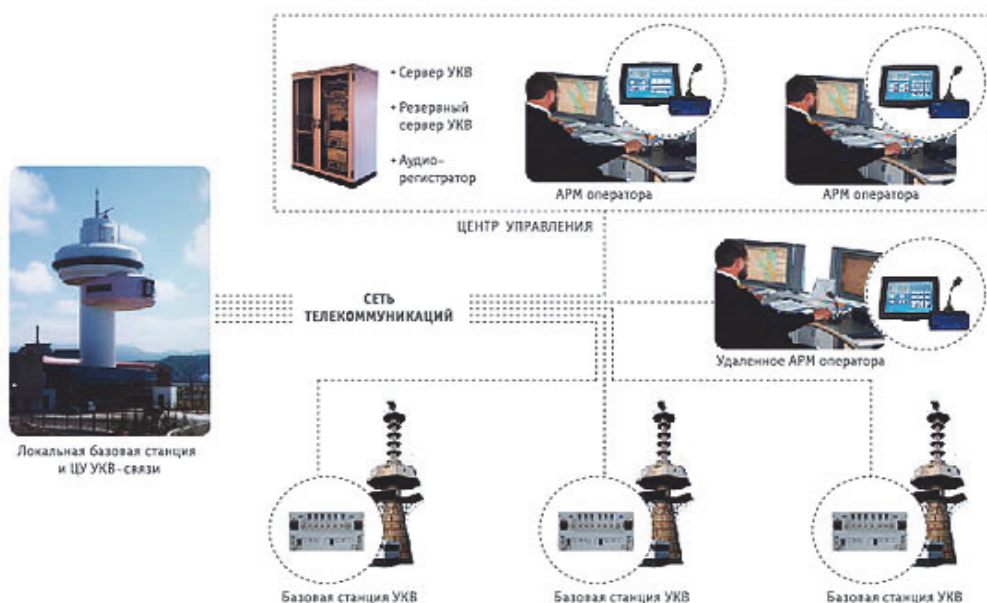 • Сервер УКВ
• Резервный
сервер УКВ
• Аудио-
регистратор
АРМ оператора
АРМ оператора
ЦЕНТР УПРАВЛЕНИЯ
СЕТЬ
ТЕЛЕКОММУНИКАЦИЙ
Удаленное АРМ оператора
Локальная базовая станция
и ЦУ УКВ-связи
Базовая станция УКВ
Базовая станция УКВ
Базовая станция УКВ